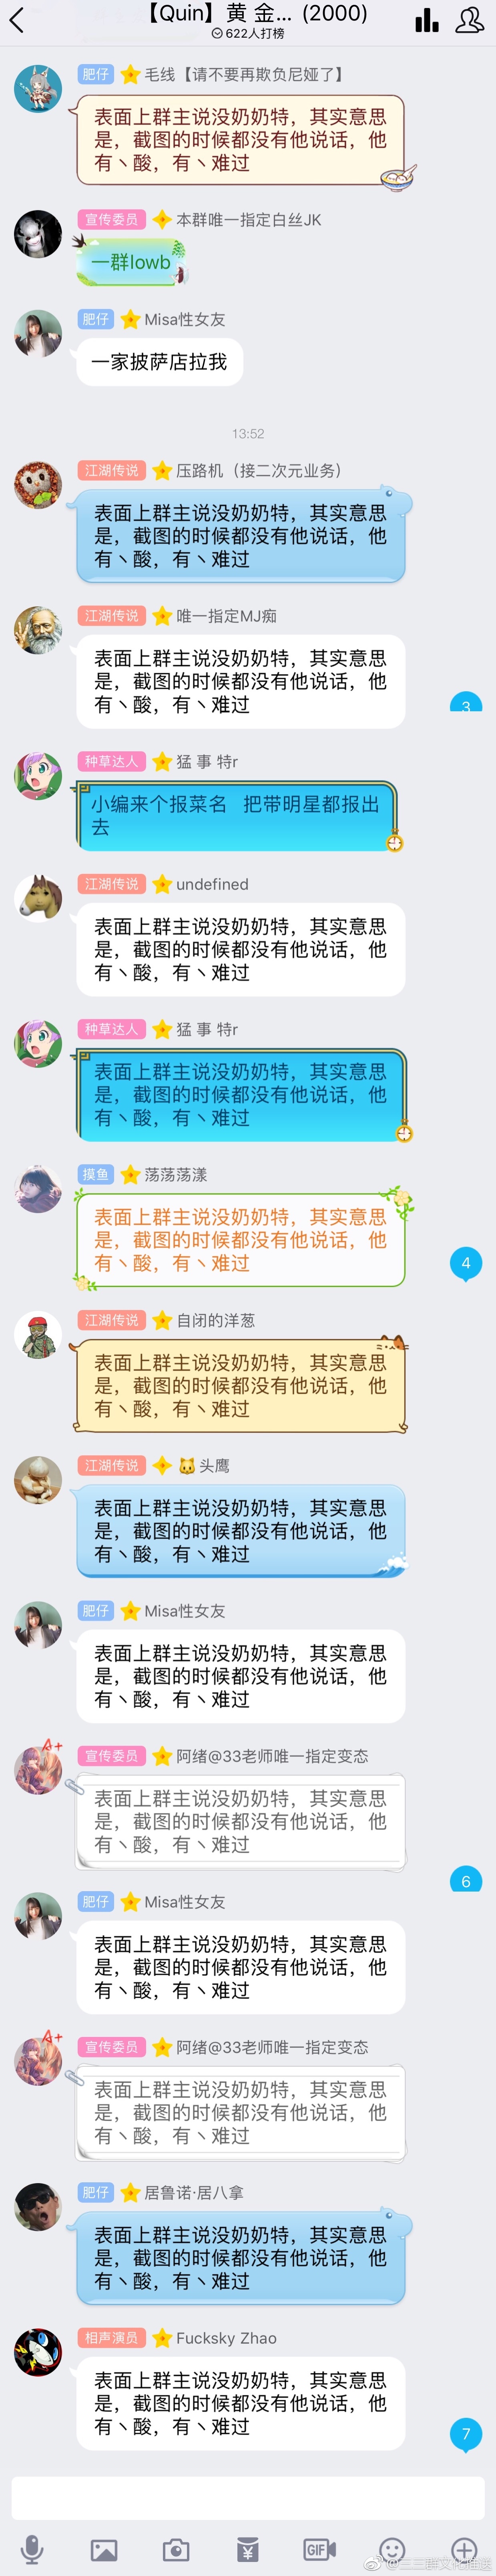 【Quin】黄 金... (2000)
622人打榜
肥仔 毛线【请不要再欺负尼娅了】
表面上群主说没奶奶特，其实意思
是，截图的时候都没有他说话，他
有丶酸，有丶难过
宣传委员 本群唯一指定白丝JK
一群lowb
肥仔 Misa性女友
一家披萨店拉我
13:52
江湖传说 压路机（接二次元业务）
表面上群主说没奶奶特，其实意思
是，截图的时候都没有他说话，他
有丶酸，有丶难过
江湖传说 唯一指定MJ痴
表面上群主说没奶奶特，其实意思
是，截图的时候都没有他说话，他
有丶酸，有丶难过
3
种草达人 猛 事 特r
小编来个报菜名 把带明星都报出
去
江湖传说 undefined
表面上群主说没奶奶特，其实意思
是，截图的时候都没有他说话，他
有丶酸，有丶难过
种草达人 猛 事 特r
表面上群主说没奶奶特，其实意思
是，截图的时候都没有他说话，他
有丶酸，有丶难过
摸鱼 荡荡荡漾
表面上群主说没奶奶特，其实意思
是，截图的时候都没有他说话，他
有丶酸，有丶难过
4
江湖传说 自闭的洋葱
表面上群主说没奶奶特，其实意思
是，截图的时候都没有他说话，他
有丶酸，有丶难过
江湖传说 🐱头鹰
表面上群主说没奶奶特，其实意思
是，截图的时候都没有他说话，他
有丶酸，有丶难过
肥仔 Misa性女友
表面上群主说没奶奶特，其实意思
是，截图的时候都没有他说话，他
有丶酸，有丶难过
A+
宣传委员 阿绪@33老师唯一指定变态
表面上群主说没奶奶特，其实意思
是，截图的时候都没有他说话，他
有丶酸，有丶难过
6
肥仔 Misa性女友
表面上群主说没奶奶特，其实意思
是，截图的时候都没有他说话，他
有丶酸，有丶难过
A+
宣传委员 阿绪@33老师唯一指定变态
表面上群主说没奶奶特，其实意思
是，截图的时候都没有他说话，他
有丶酸，有丶难过
肥仔 居鲁诺·居八拿
表面上群主说没奶奶特，其实意思
是，截图的时候都没有他说话，他
有丶酸，有丶难过
相声演员 Fucksky Zhao
表面上群主说没奶奶特，其实意思
是，截图的时候都没有他说话，他
有丶酸，有丶难过
7
GIF